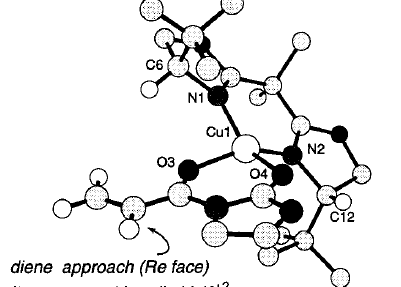 C6
N1
Cu1
N2
O3
O4
C12
diene approach (Re face)